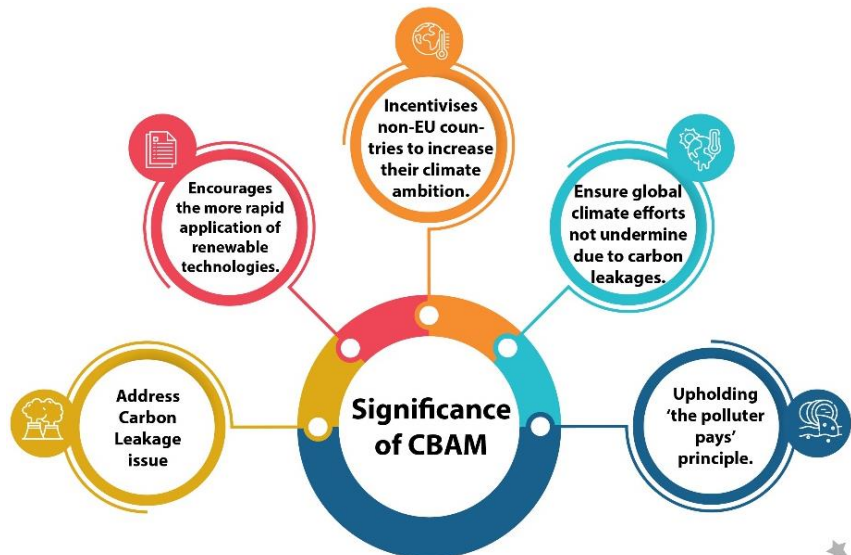 Incentivises
non-EU coun-
tries to increase
their climate
ambition.
Encourages
the more rapid
application of
renewable
technologies.
Ensure global
climate efforts
not undermine
due to carbon
leakages.
Address
Carbon
Leakage
issue
Significance
of CBAM
Upholding
‘the polluter
pays’
principle.